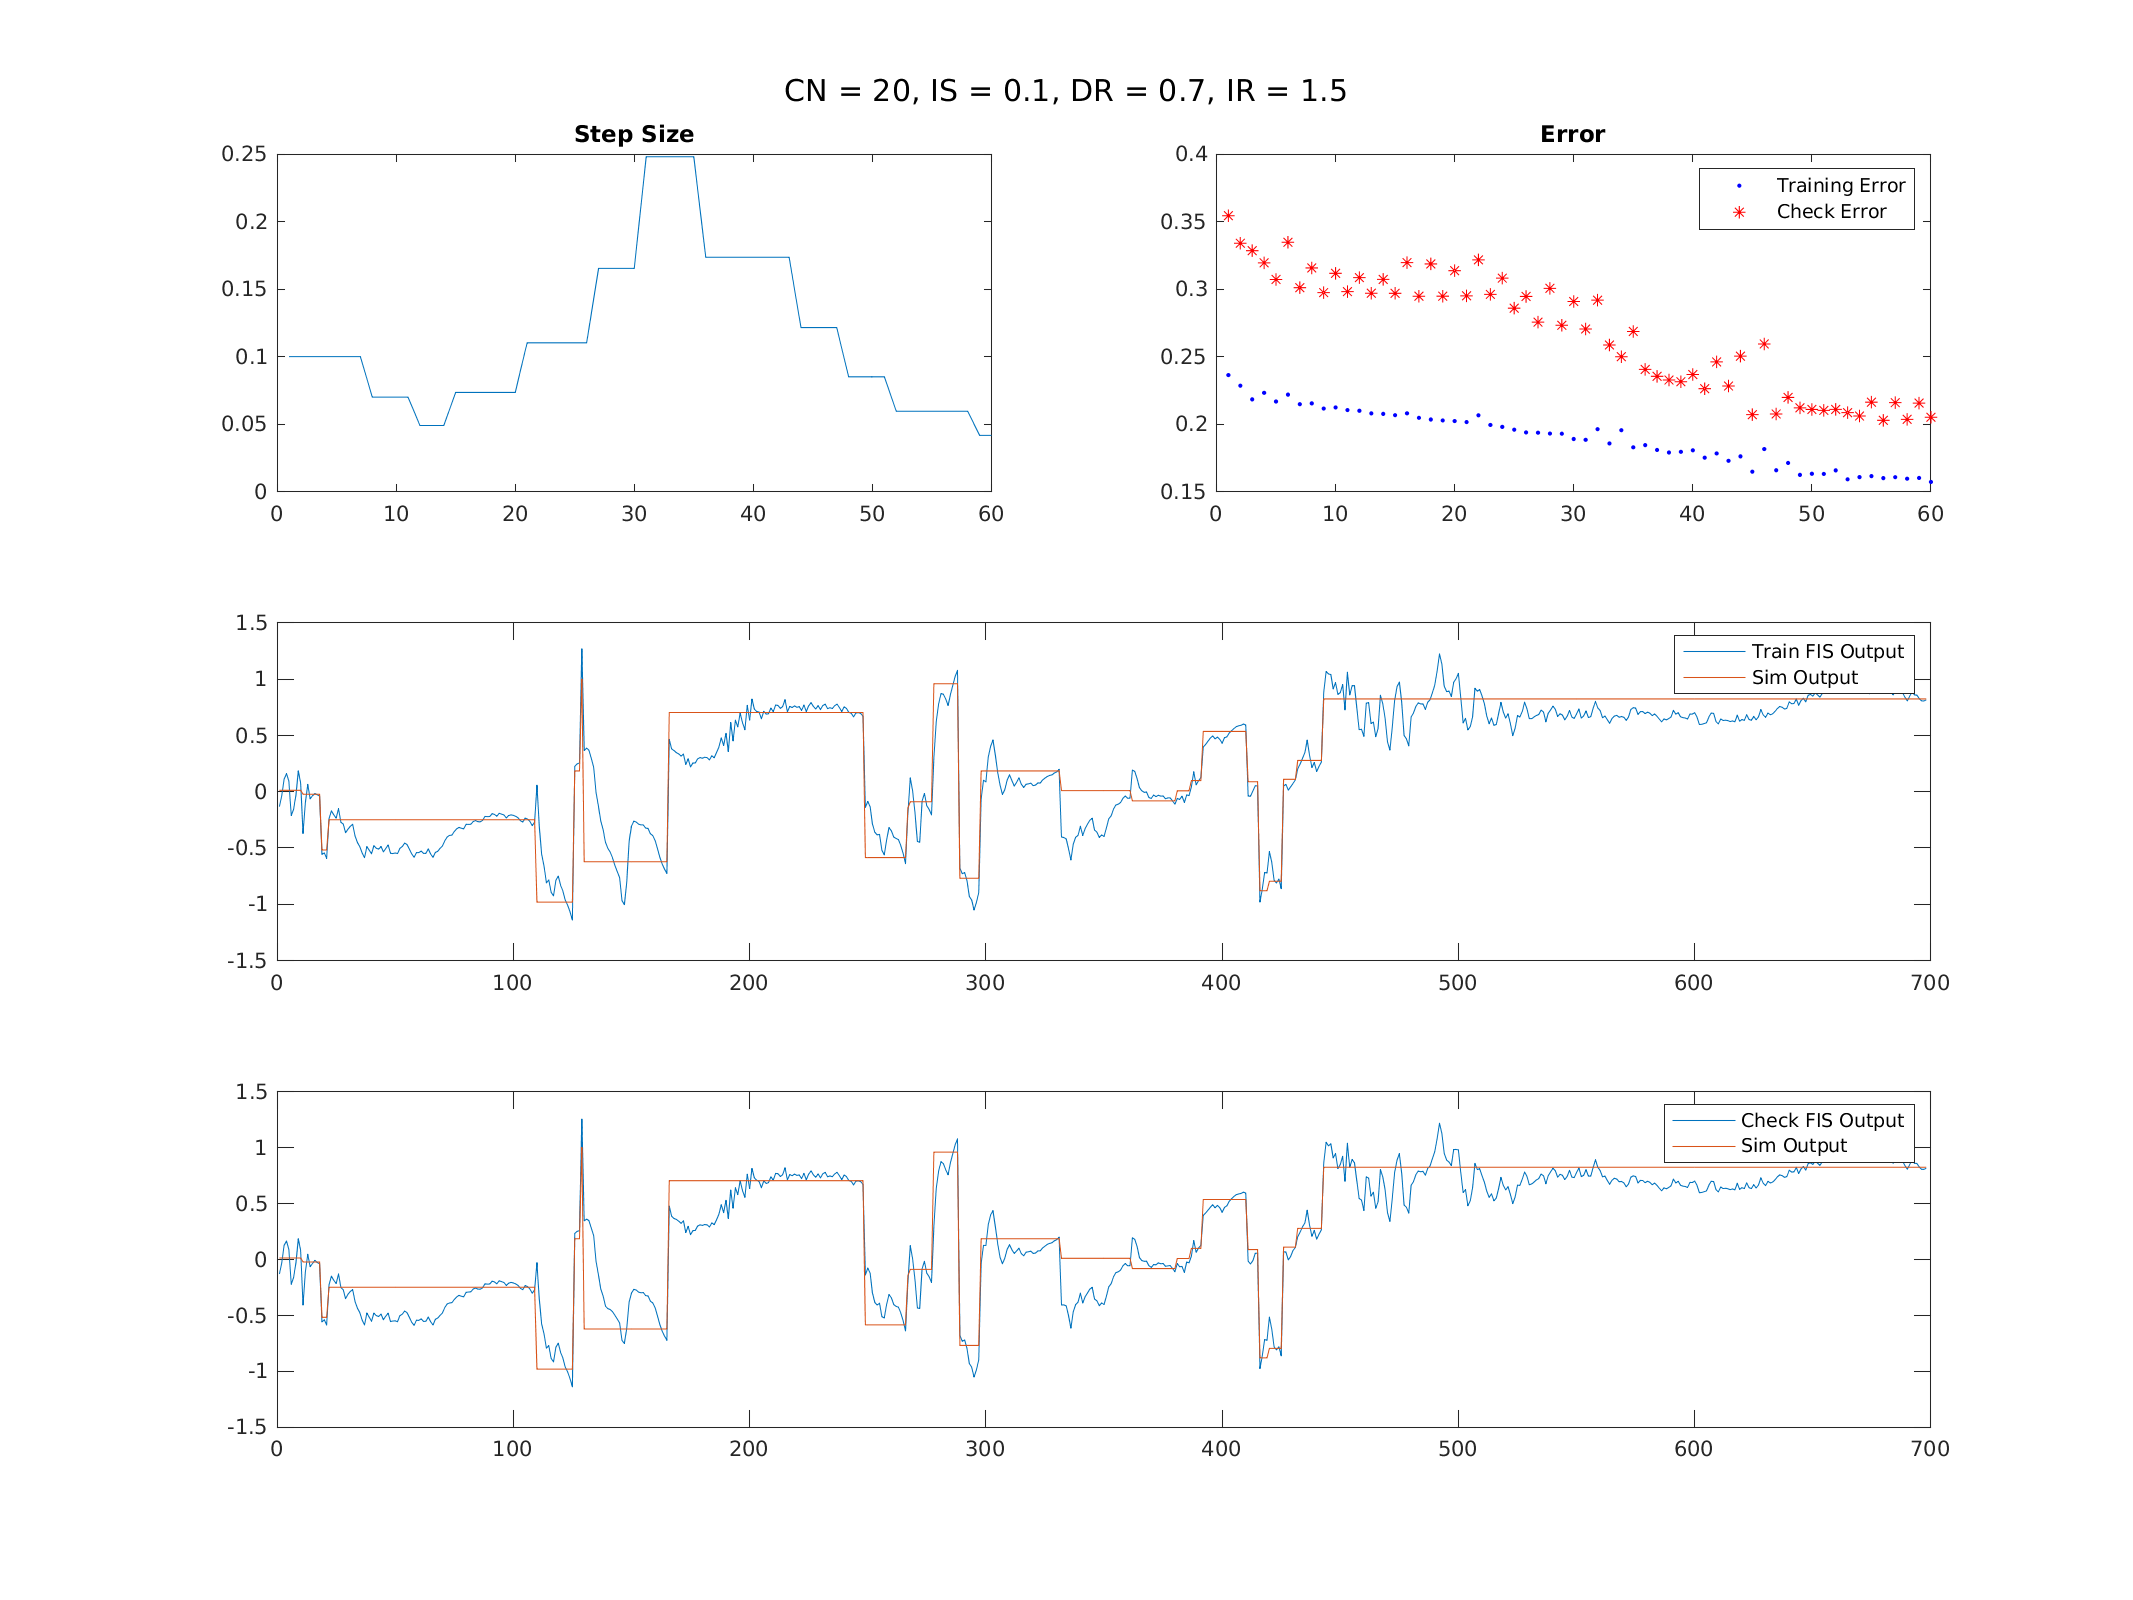 CN = 20, IS = 0.1, DR = 0.7, IR = 1.5
Step Size
0.25
0.2
0.15
0.1
0.05
0
0 10 20 30 40 50 60
Error
0.4
0.35
0.3
0.25
0.2
0.15
0 10 20 30 40 50 60
Training Error
Check Error
1.5
1
0.5
0
-0.5
-1
-1.5
0 100 200 300 400 500 600 700
Train FIS Output
Sim Output
1.5
1
0.5
0
-0.5
-1
-1.5
0 100 200 300 400 500 600 700
Check FIS Output
Sim Output